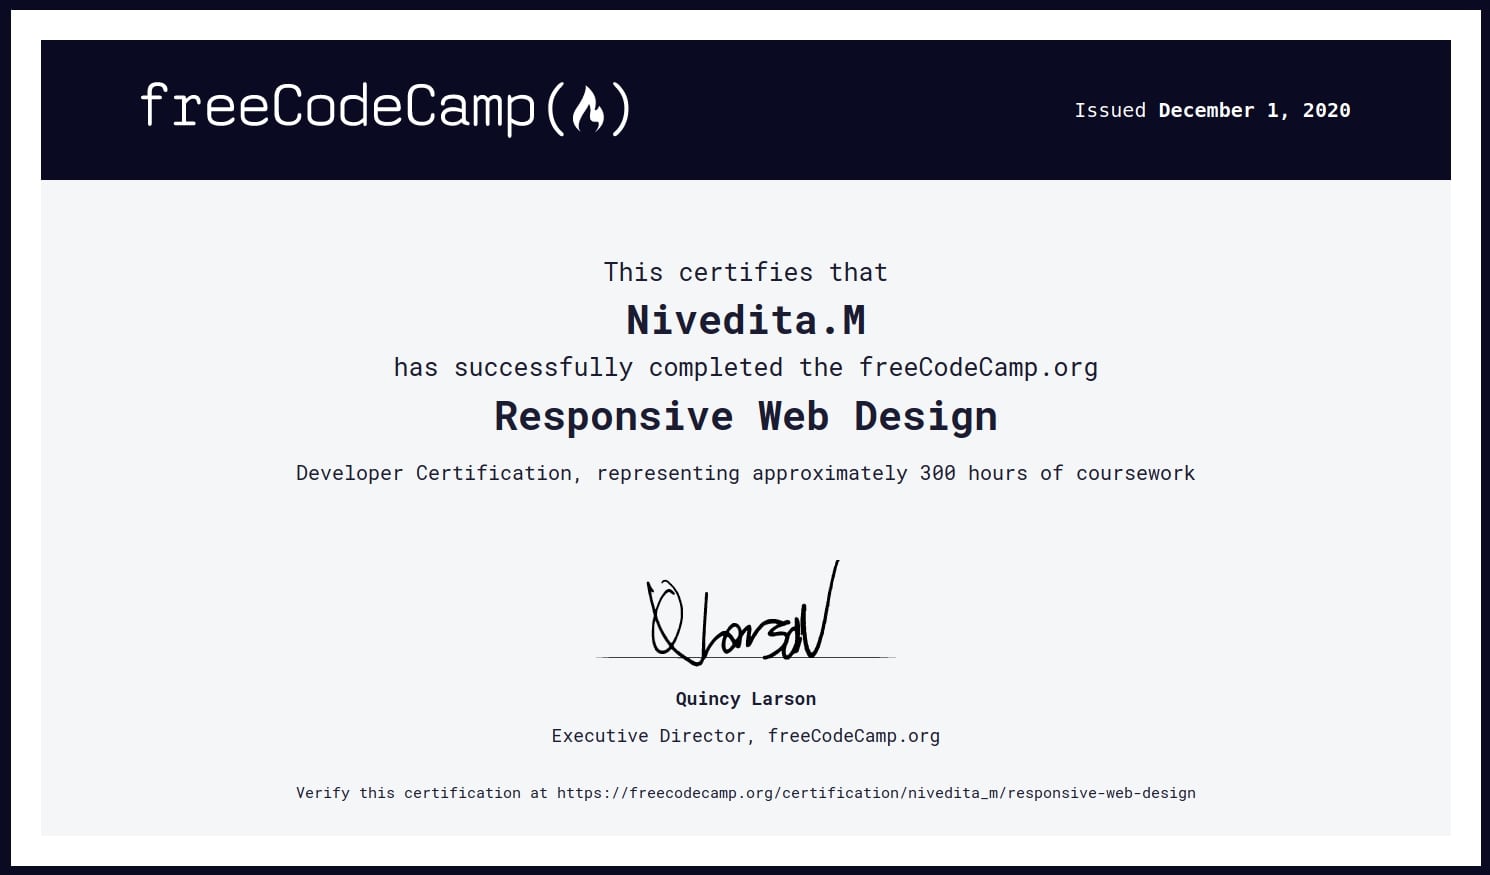 freeCodeCamp(🔥)
Issued December 1, 2020
This certifies that
Nivedita.M
has successfully completed the freeCodeCamp.org
Responsive Web Design
Developer Certification, representing approximately 300 hours of coursework
Q Larson
Quincy Larson
Executive Director, freeCodeCamp.org
Verify this certification at https://freecodecamp.org/certification/nivedita_m/responsive-web-design